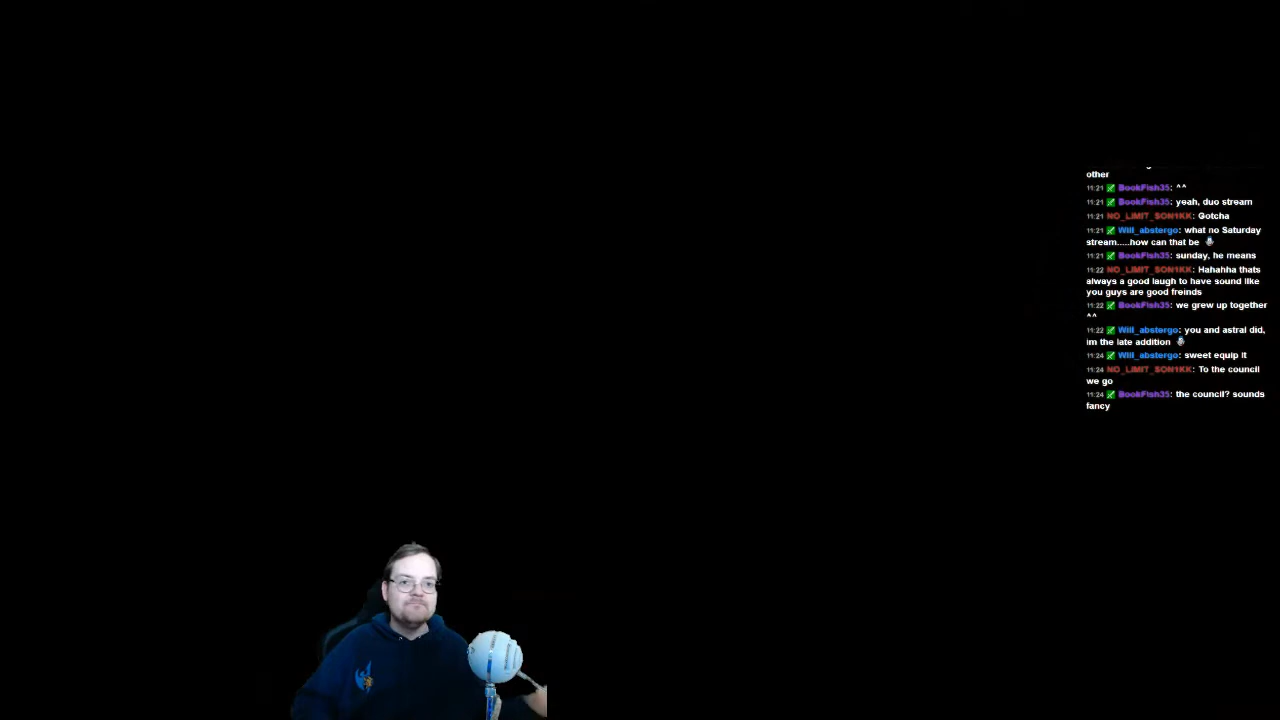 other
11:21 BookFish35: ^^
11:21 BookFish35: yeah, duo stream
11:21 NO_LIMIT_SON1KK: Gotcha
11:21 Will_abstergo: what no Saturday
stream.....how can that be
11:21 BookFish35: sunday, he means
11:22 NO_LIMIT_SON1KK: Hahahha thats
always a good laugh to have sound like
you guys are good freinds
11:22 BookFish35: we grew up together
^^
11:22 Will_abstergo: you and astral did,
im the late addition
11:24 Will_abstergo: sweet equip it
11:24 NO_LIMIT_SON1KK: To the council
we go
11:24 BookFish35: the council? sounds
fancy